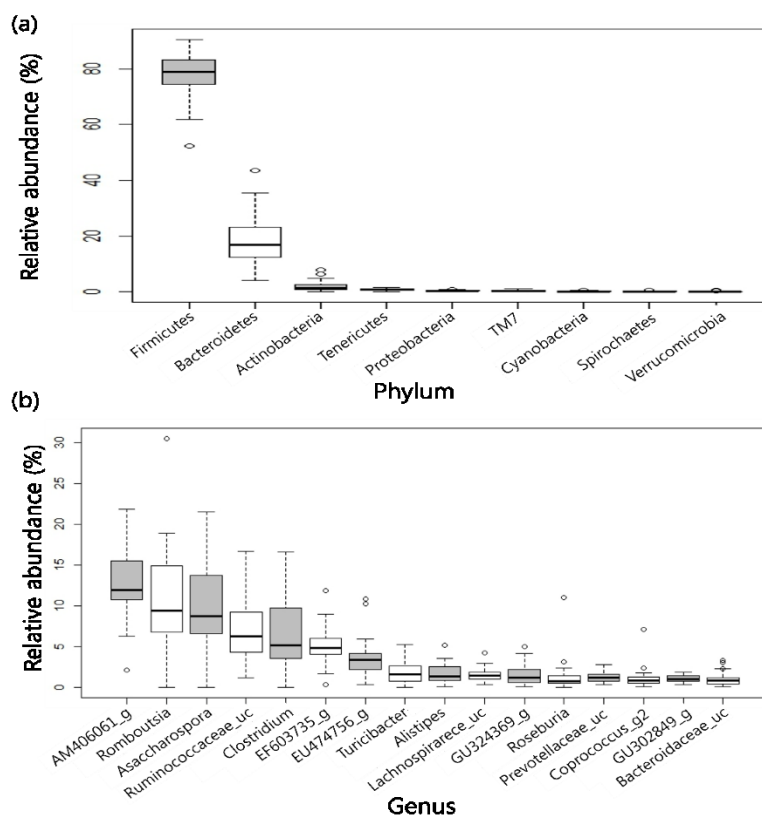 (a)
Relative abundance (%)
80
60
40
20
0
Firmicutes
Bacteroidetes
Actinobacteria
Tenericutes
Proteobacteria
TM7
Cyanobacteria
Spirochaetes
Verrucomicrobia
Phylum
(b)
Relative abundance (%)
30
25
20
15
10
5
0
AM406061_g
Romboutsia
Asaccharospora
Ruminococcaceae_uc
Clostridium
EF603735_g
EU474756_g
Turicibacter
Alistipes
Lachnospirarece_uc
GU324369_g
Roseburia
Prevotellaceae_uc
Coprococcus_g2
GU302849_g
Bacteroidaceae_uc
Genus